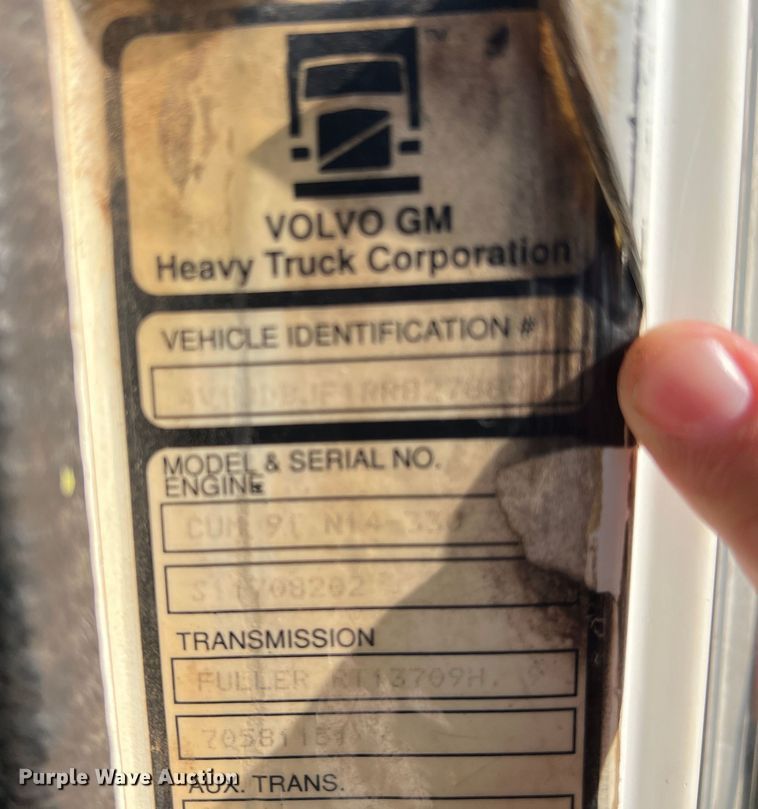 TM
VOLVO GM
Heavy Truck Corporation
VEHICLE IDENTIFICATION #
MODEL & SERIAL NO.
ENGINE
CUM 91 N14-330
TRANSMISSION
FULLER RT13709H.
AUX. TRANS.
Purple Wave Auction